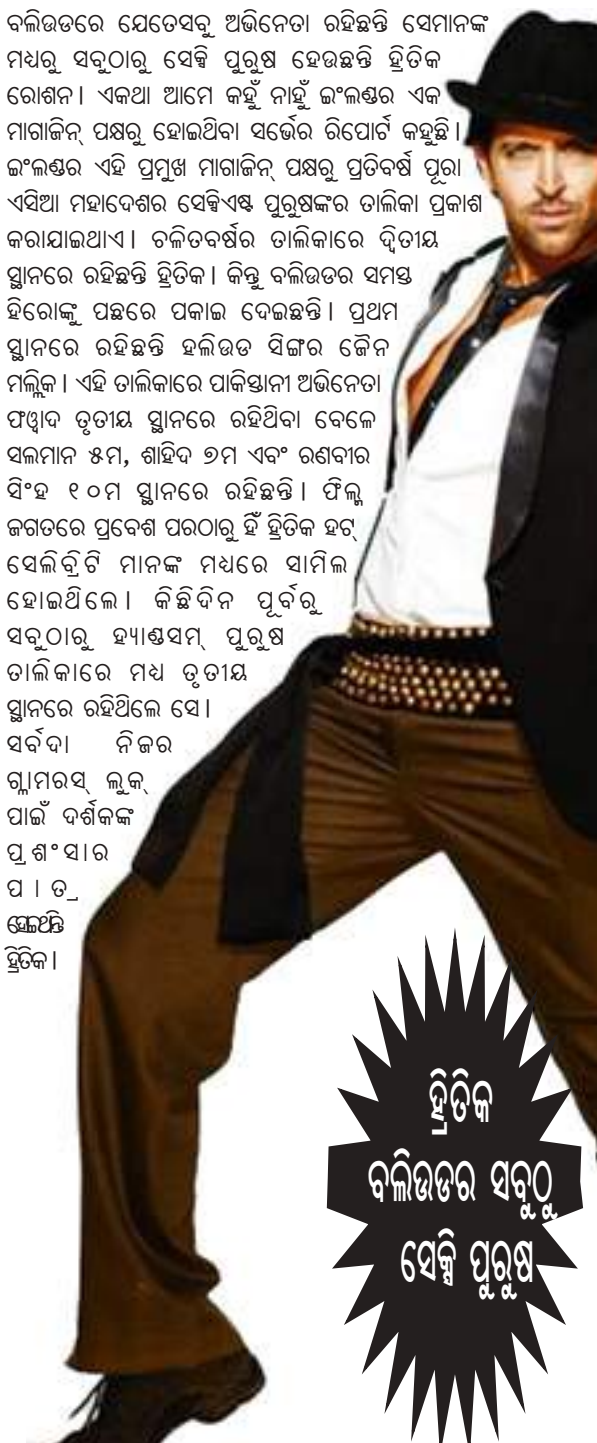 ବଲିଉଡରେ ଯେତେସବୁ ଅଭିନେତା ରହିଛନ୍ତି ସେମାନଙ୍କ
ମଧ୍ୟରୁ ସବୁଠାରୁ ସେକ୍ସି ପୁରୁଷ ହେଉଛନ୍ତି ହ୍ରିତିକ
ରୋଶନ। ଏକଥା ଆମେ କହୁଁ ନାହୁଁ ଇଂଲଣ୍ଡର ଏକ
ମାଗାଜିନ୍ ପକ୍ଷରୁ ହୋଇଥିବା ସର୍ଭେର ରିପୋର୍ଟ କହୁଛି।
ଇଂଲଣ୍ଡର ଏହି ପ୍ରମୁଖ ମାଗାଜିନ୍ ପକ୍ଷରୁ ପ୍ରତିବର୍ଷ ପୂରା
ଏସିଆ ମହାଦେଶର ସେକ୍ସିଏଷ୍ଟ ପୁରୁଷଙ୍କର ତାଲିକା ପ୍ରକାଶ
କରାଯାଇଥାଏ। ଚଳିତବର୍ଷର ତାଲିକାରେ ଦ୍ୱିତୀୟ
ସ୍ଥାନରେ ରହିଛନ୍ତି ହ୍ରିତିକ। କିନ୍ତୁ ବଲିଉଡର ସମସ୍ତ
ହିରୋଙ୍କୁ ପଛରେ ପକାଇ ଦେଇଛନ୍ତି। ପ୍ରଥମ
ସ୍ଥାନରେ ରହିଛନ୍ତି ହଲିଉଡ ସିଙ୍ଗର ଜୈନ
ମଲ୍ଲିକ। ଏହି ତାଲିକାରେ ପାକିସ୍ତାନୀ ଅଭିନେତା
ଫୱାଦ ତୃତୀୟ ସ୍ଥାନରେ ରହିଥିବା ବେଳେ
ସଲମାନ ୫ମ, ଶାହିଦ ୭ମ ଏବଂ ରଣବୀର
ସିଂହ ୧୦ମ ସ୍ଥାନରେ ରହିଛନ୍ତି। ଫିଲ୍ମ
ଜଗତରେ ପ୍ରବେଶ ପରଠାରୁ ହିଁ ହ୍ରିତିକ ହଟ୍
ସେଲିବ୍ରିଟି ମାନଙ୍କ ମଧ୍ୟରେ ସାମିଲ
ହୋଇଥିଲେ। କିଛିଦିନ ପୂର୍ବରୁ
ସବୁଠାରୁ ହ୍ୟାଣ୍ଡସମ୍ ପୁରୁଷ
ତାଲିକାରେ ମଧ୍ୟ ତୃତୀୟ
ସ୍ଥାନରେ ରହିଥିଲେ ସେ।
ସର୍ବଦା ନିଜର
ଗ୍ଲାମରସ୍ ଲୁକ୍
ପାଇଁ ଦର୍ଶକଙ୍କ
ପ୍ରଶଂସାର
ପାତ୍ର
ହୋଇଥାନ୍ତି
ହ୍ରିତିକ।
ହ୍ରିତିକ
ବଲିଉଡର ସବୁଠୁ
ସେକ୍ସି ପୁରୁଷ